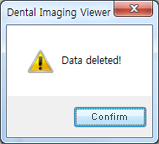 Dental Imaging Viewer
Data deleted!
Confirm